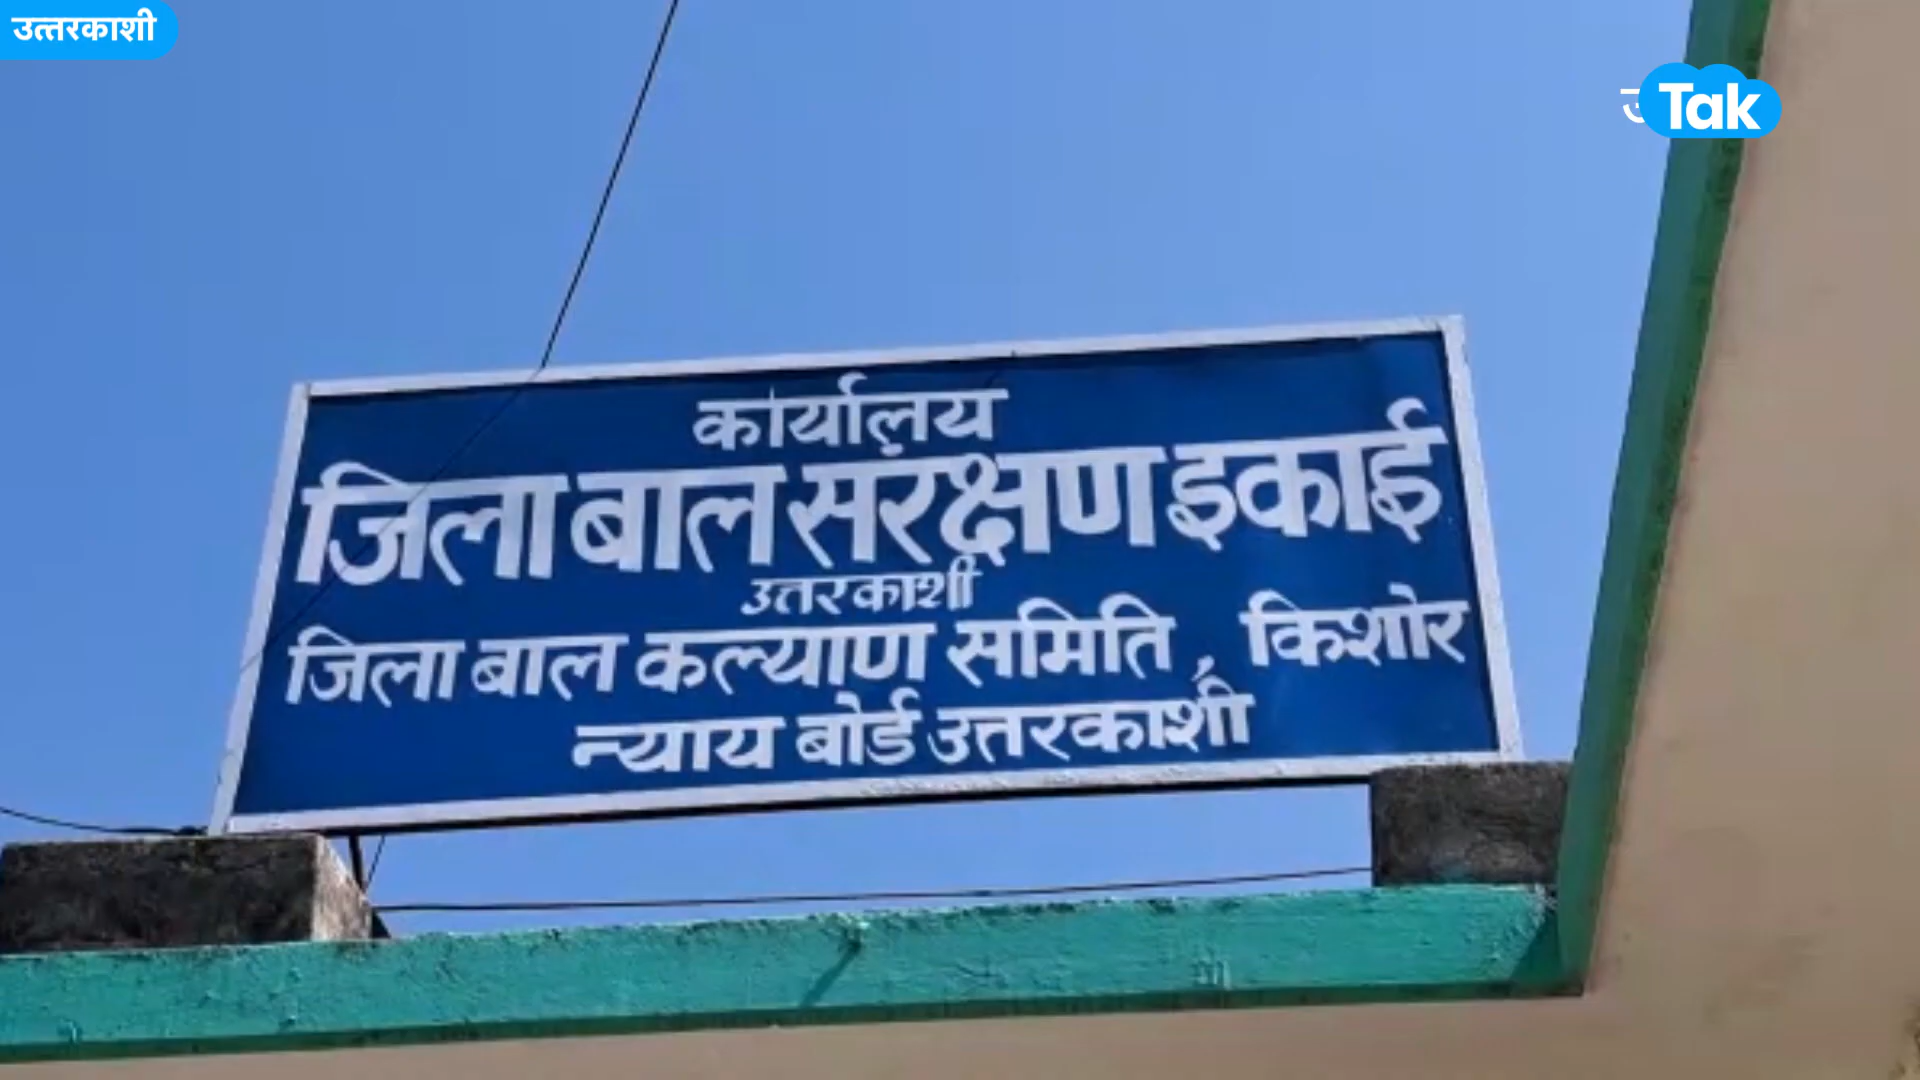 उत्तरकाशी
Tak
कार्यालय
जिला बाल संरक्षण इकाई
उत्तरकाशी
जिला बाल कल्याण समिति, किशोर
न्याय बोर्ड उत्तरकाशी